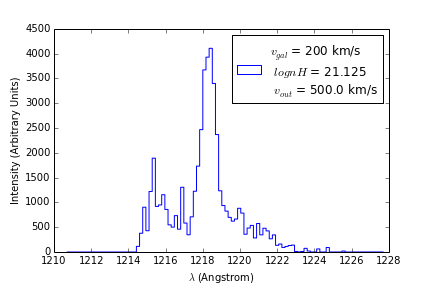 4500
4000
3500
3000
2500
2000
1500
1000
500
0
Intensity (Arbitrary Units)
v_gal = 200 km/s
lognH = 21.125
v_out = 500.0 km/s
1210 1212 1214 1216 1218 1220 1222 1224 1226 1228
λ (Angstrom)